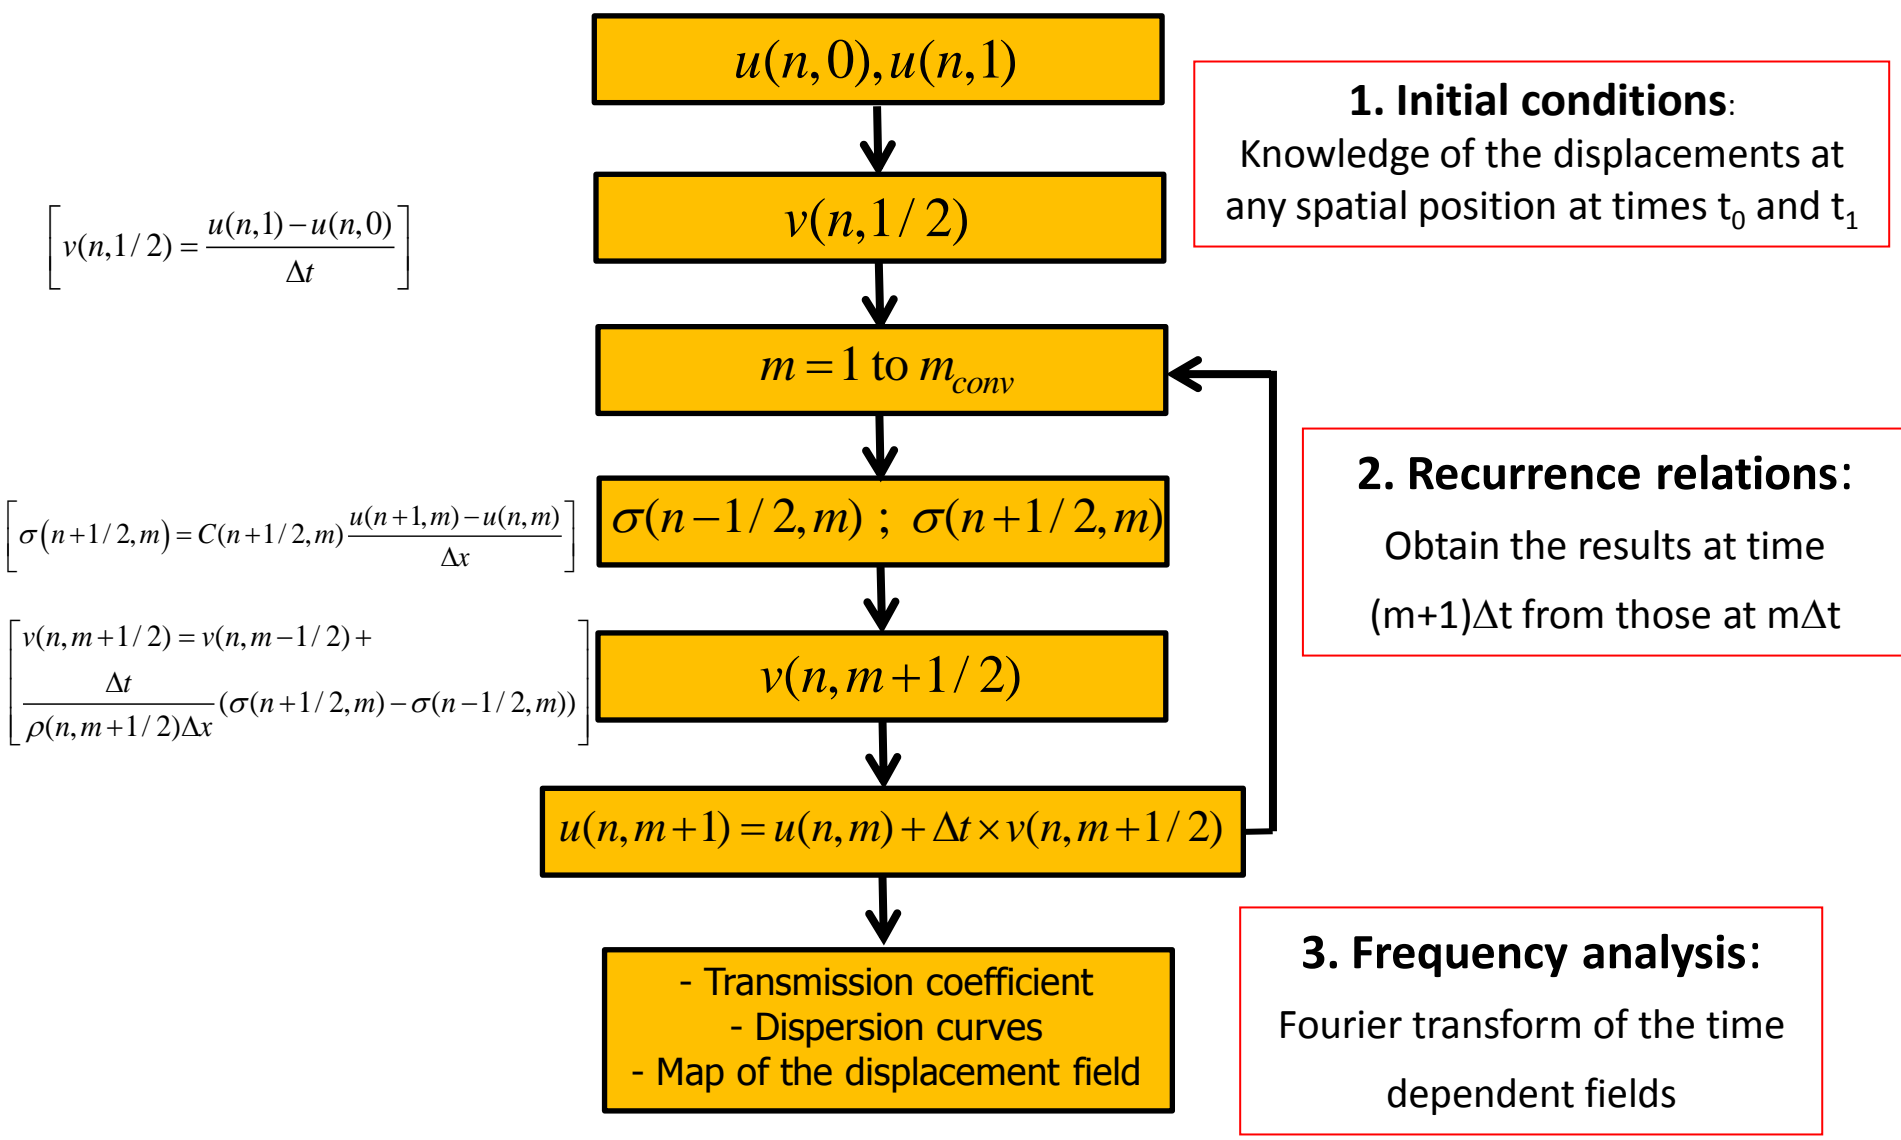 u(n,0),u(n,1)
1. Initial conditions:
Knowledge of the displacements at
any spatial position at times t₀ and t₁
v(n,1/2)
[v(n,1/2) = (u(n,1)−u(n,0))/Δt]
m = 1 to m_conv
2. Recurrence relations:
Obtain the results at time
(m+1)Δt from those at mΔt
[σ(n+1/2,m) = C(n+1/2,m) (u(n+1,m)−u(n,m))/Δx]
σ(n−1/2,m) ; σ(n+1/2,m)
[v(n,m+1/2) = v(n,m−1/2) +
Δt/(ρ(n,m+1/2)Δx) (σ(n+1/2,m)−σ(n−1/2,m))]
v(n,m+1/2)
u(n,m+1) = u(n,m) + Δt × v(n,m+1/2)
3. Frequency analysis:
Fourier transform of the time
dependent fields
- Transmission coefficient
- Dispersion curves
- Map of the displacement field